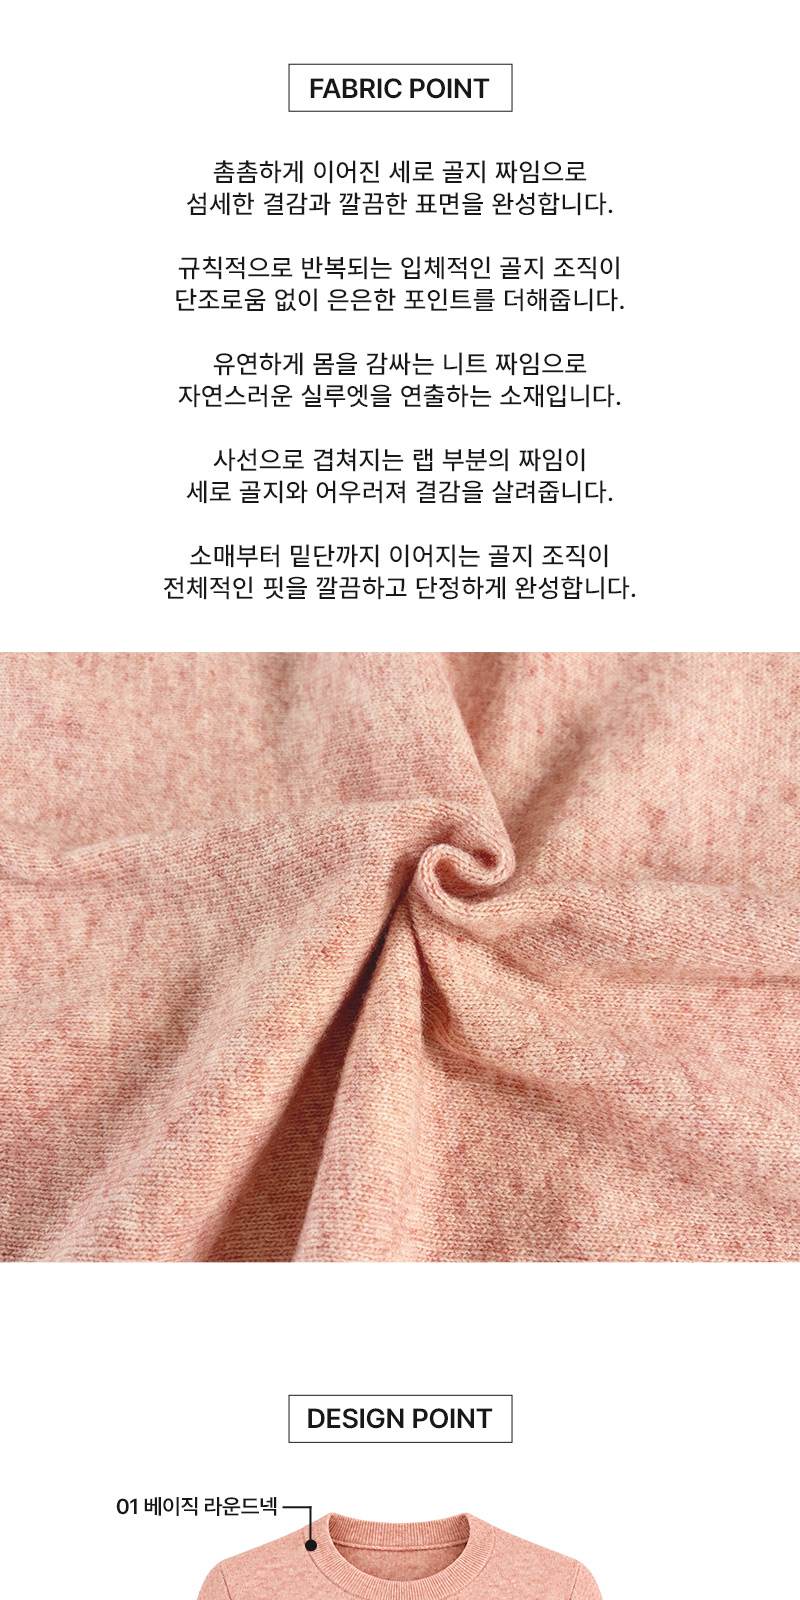 FABRIC POINT
촘촘하게 이어진 세로 골지 짜임으로
섬세한 결감과 깔끔한 표면을 완성합니다.
규칙적으로 반복되는 입체적인 골지 조직이
단조로움 없이 은은한 포인트를 더해줍니다.
유연하게 몸을 감싸는 니트 짜임으로
자연스러운 실루엣을 연출하는 소재입니다.
사선으로 겹쳐지는 랩 부분의 짜임이
세로 골지와 어우러져 결감을 살려줍니다.
소매부터 밑단까지 이어지는 골지 조직이
전체적인 핏을 깔끔하고 단정하게 완성합니다.
DESIGN POINT
01 베이직 라운드넥